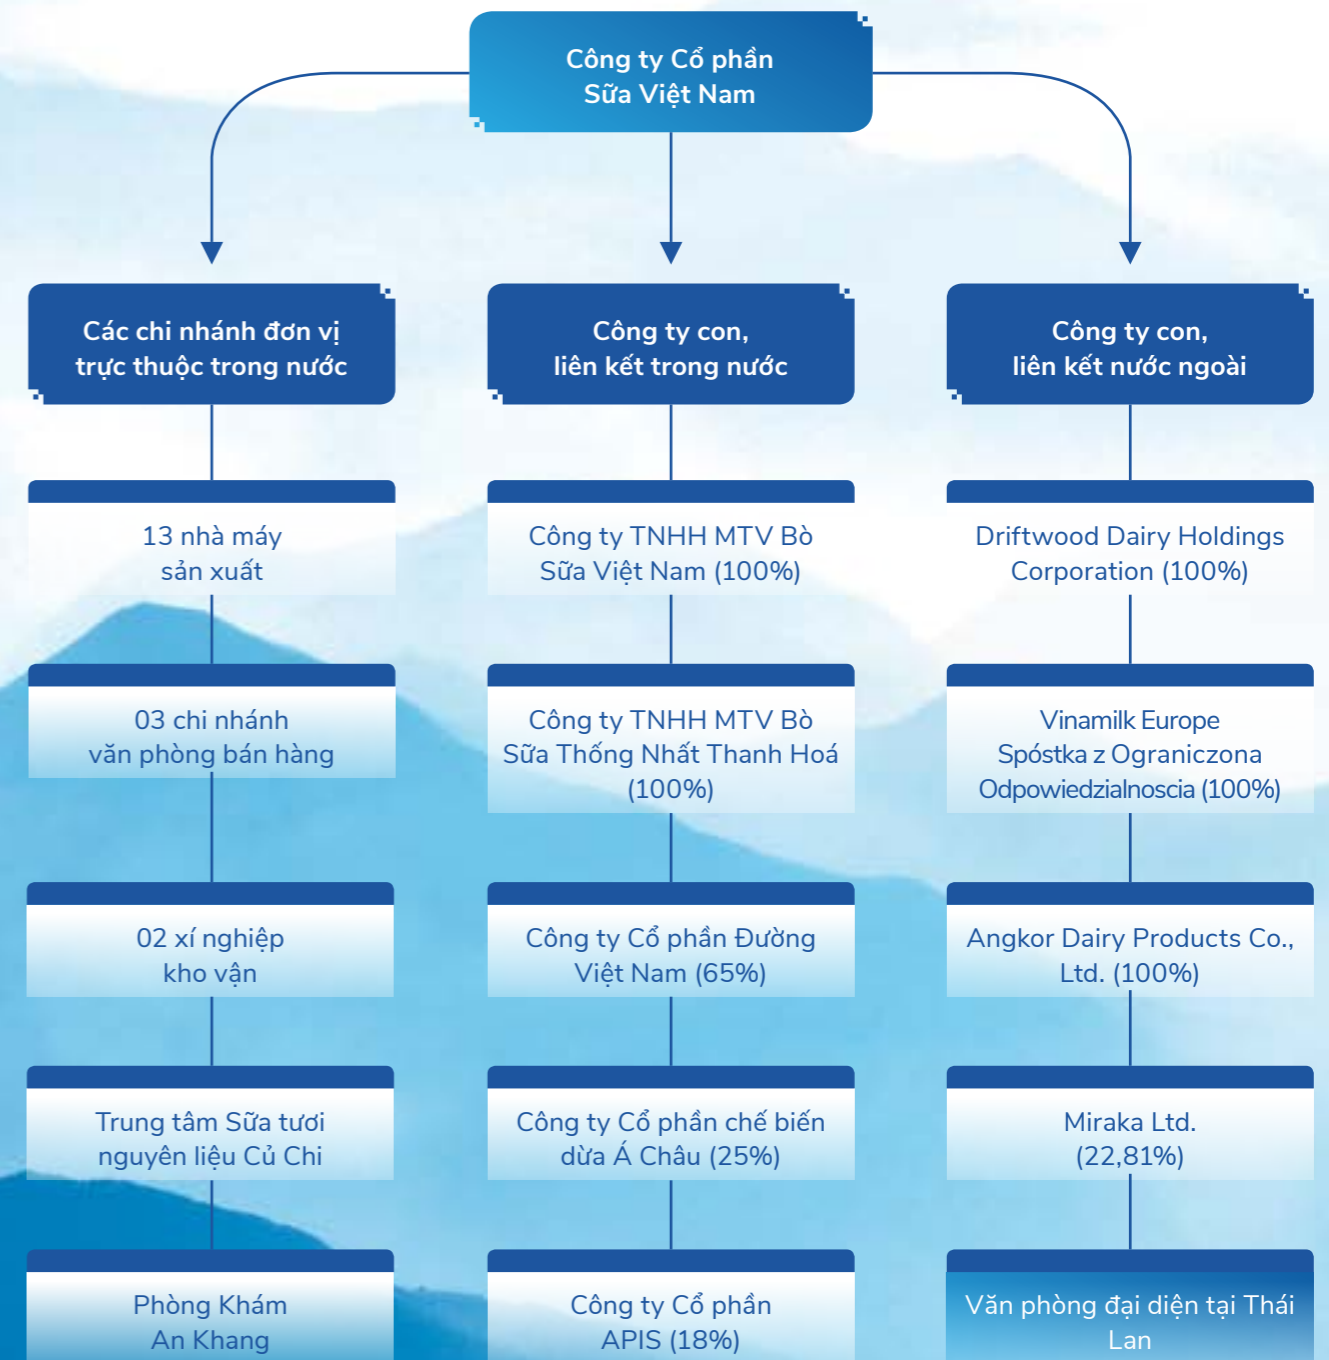 Công ty Cổ phần
Sữa Việt Nam
Các chi nhánh đơn vị
trực thuộc trong nước
13 nhà máy
sản xuất
03 chi nhánh
văn phòng bán hàng
02 xí nghiệp
kho vận
Trung tâm Sữa tươi
nguyên liệu Củ Chi
Phòng Khám
An Khang
Công ty con,
liên kết trong nước
Công ty TNHH MTV Bò
Sữa Việt Nam (100%)
Công ty TNHH MTV Bò
Sữa Thống Nhất Thanh Hoá
(100%)
Công ty Cổ phần Đường
Việt Nam (65%)
Công ty Cổ phần chế biến
dừa Á Châu (25%)
Công ty Cổ phần
APIS (18%)
Công ty con,
liên kết nước ngoài
Driftwood Dairy Holdings
Corporation (100%)
Vinamilk Europe
Spóstka z Ograniczona
Odpowiedzialnoscia (100%)
Angkor Dairy Products Co.,
Ltd. (100%)
Miraka Ltd.
(22,81%)
Văn phòng đại diện tại Thái
Lan